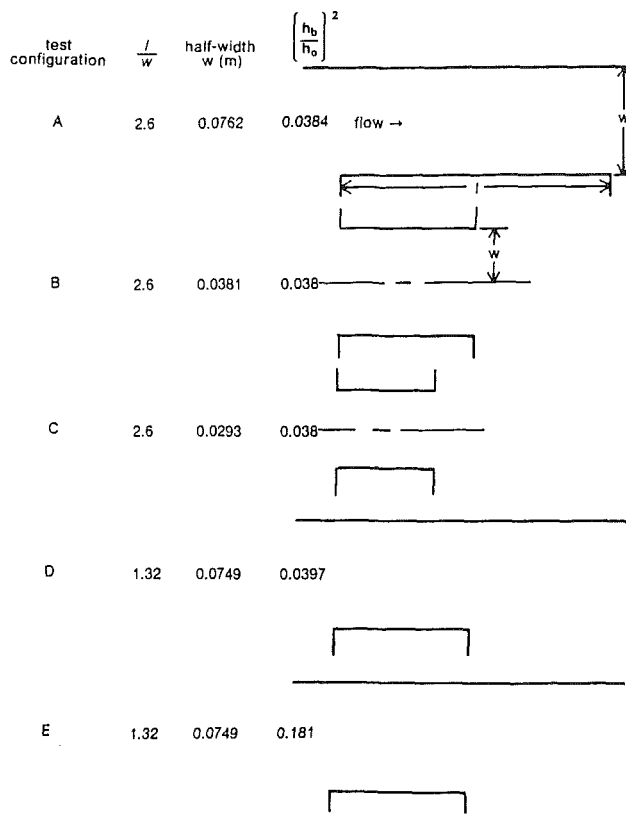 test configuration l/w half-width w (m) (h_b/h_o)^2
A 2.6 0.0762 0.0384 flow → w
l
w
B 2.6 0.0381 0.038
C 2.6 0.0293 0.038
D 1.32 0.0749 0.0397
E 1.32 0.0749 0.181